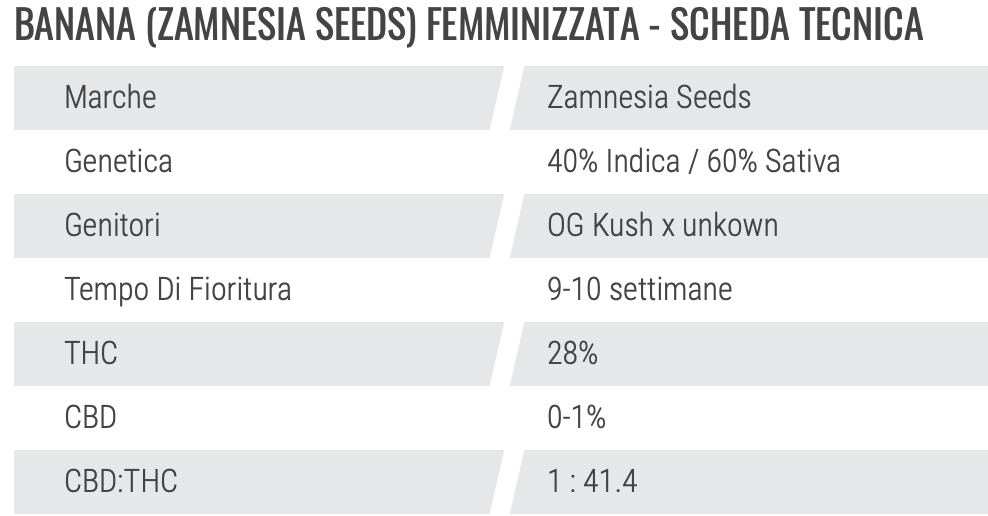 BANANA (ZAMNESIA SEEDS) FEMMINIZZATA - SCHEDA TECNICA
Marche Zamnesia Seeds
Genetica 40% Indica / 60% Sativa
Genitori OG Kush x unkown
Tempo Di Fioritura 9-10 settimane
THC 28%
CBD 0-1%
CBD:THC 1 : 41.4